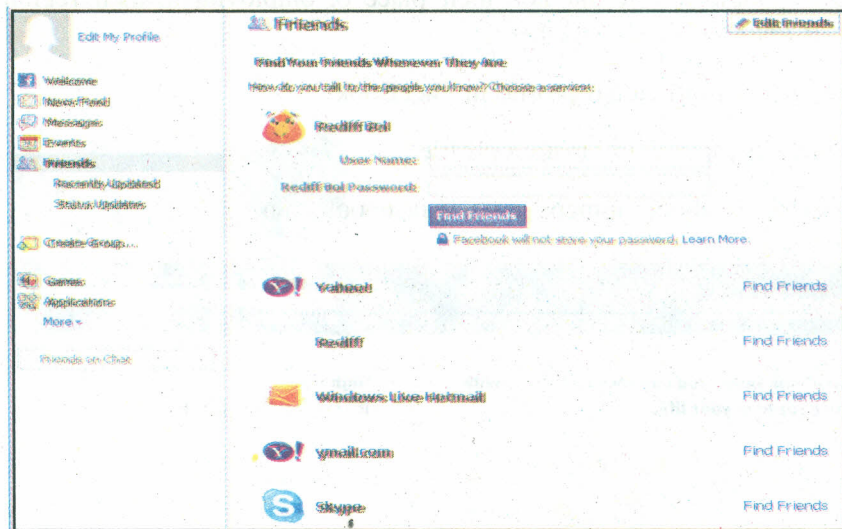 Edit My Profile
Welcome
News Feed
Messages
Events
Friends
Recently Updated
Status Updates
Create Group...
Games
Applications
More
Friends on Chat
Friends
Edit Friends
Find Your Friends Wherever They Are
How do you talk to the people you know? Choose a service:
Rediff Bol
User Name:
Rediff Bol Password:
Find Friends
Facebook will not store your password. Learn More.
Yahoo! Find Friends
Rediff Find Friends
Windows Live Hotmail Find Friends
ymail.com Find Friends
Skype Find Friends